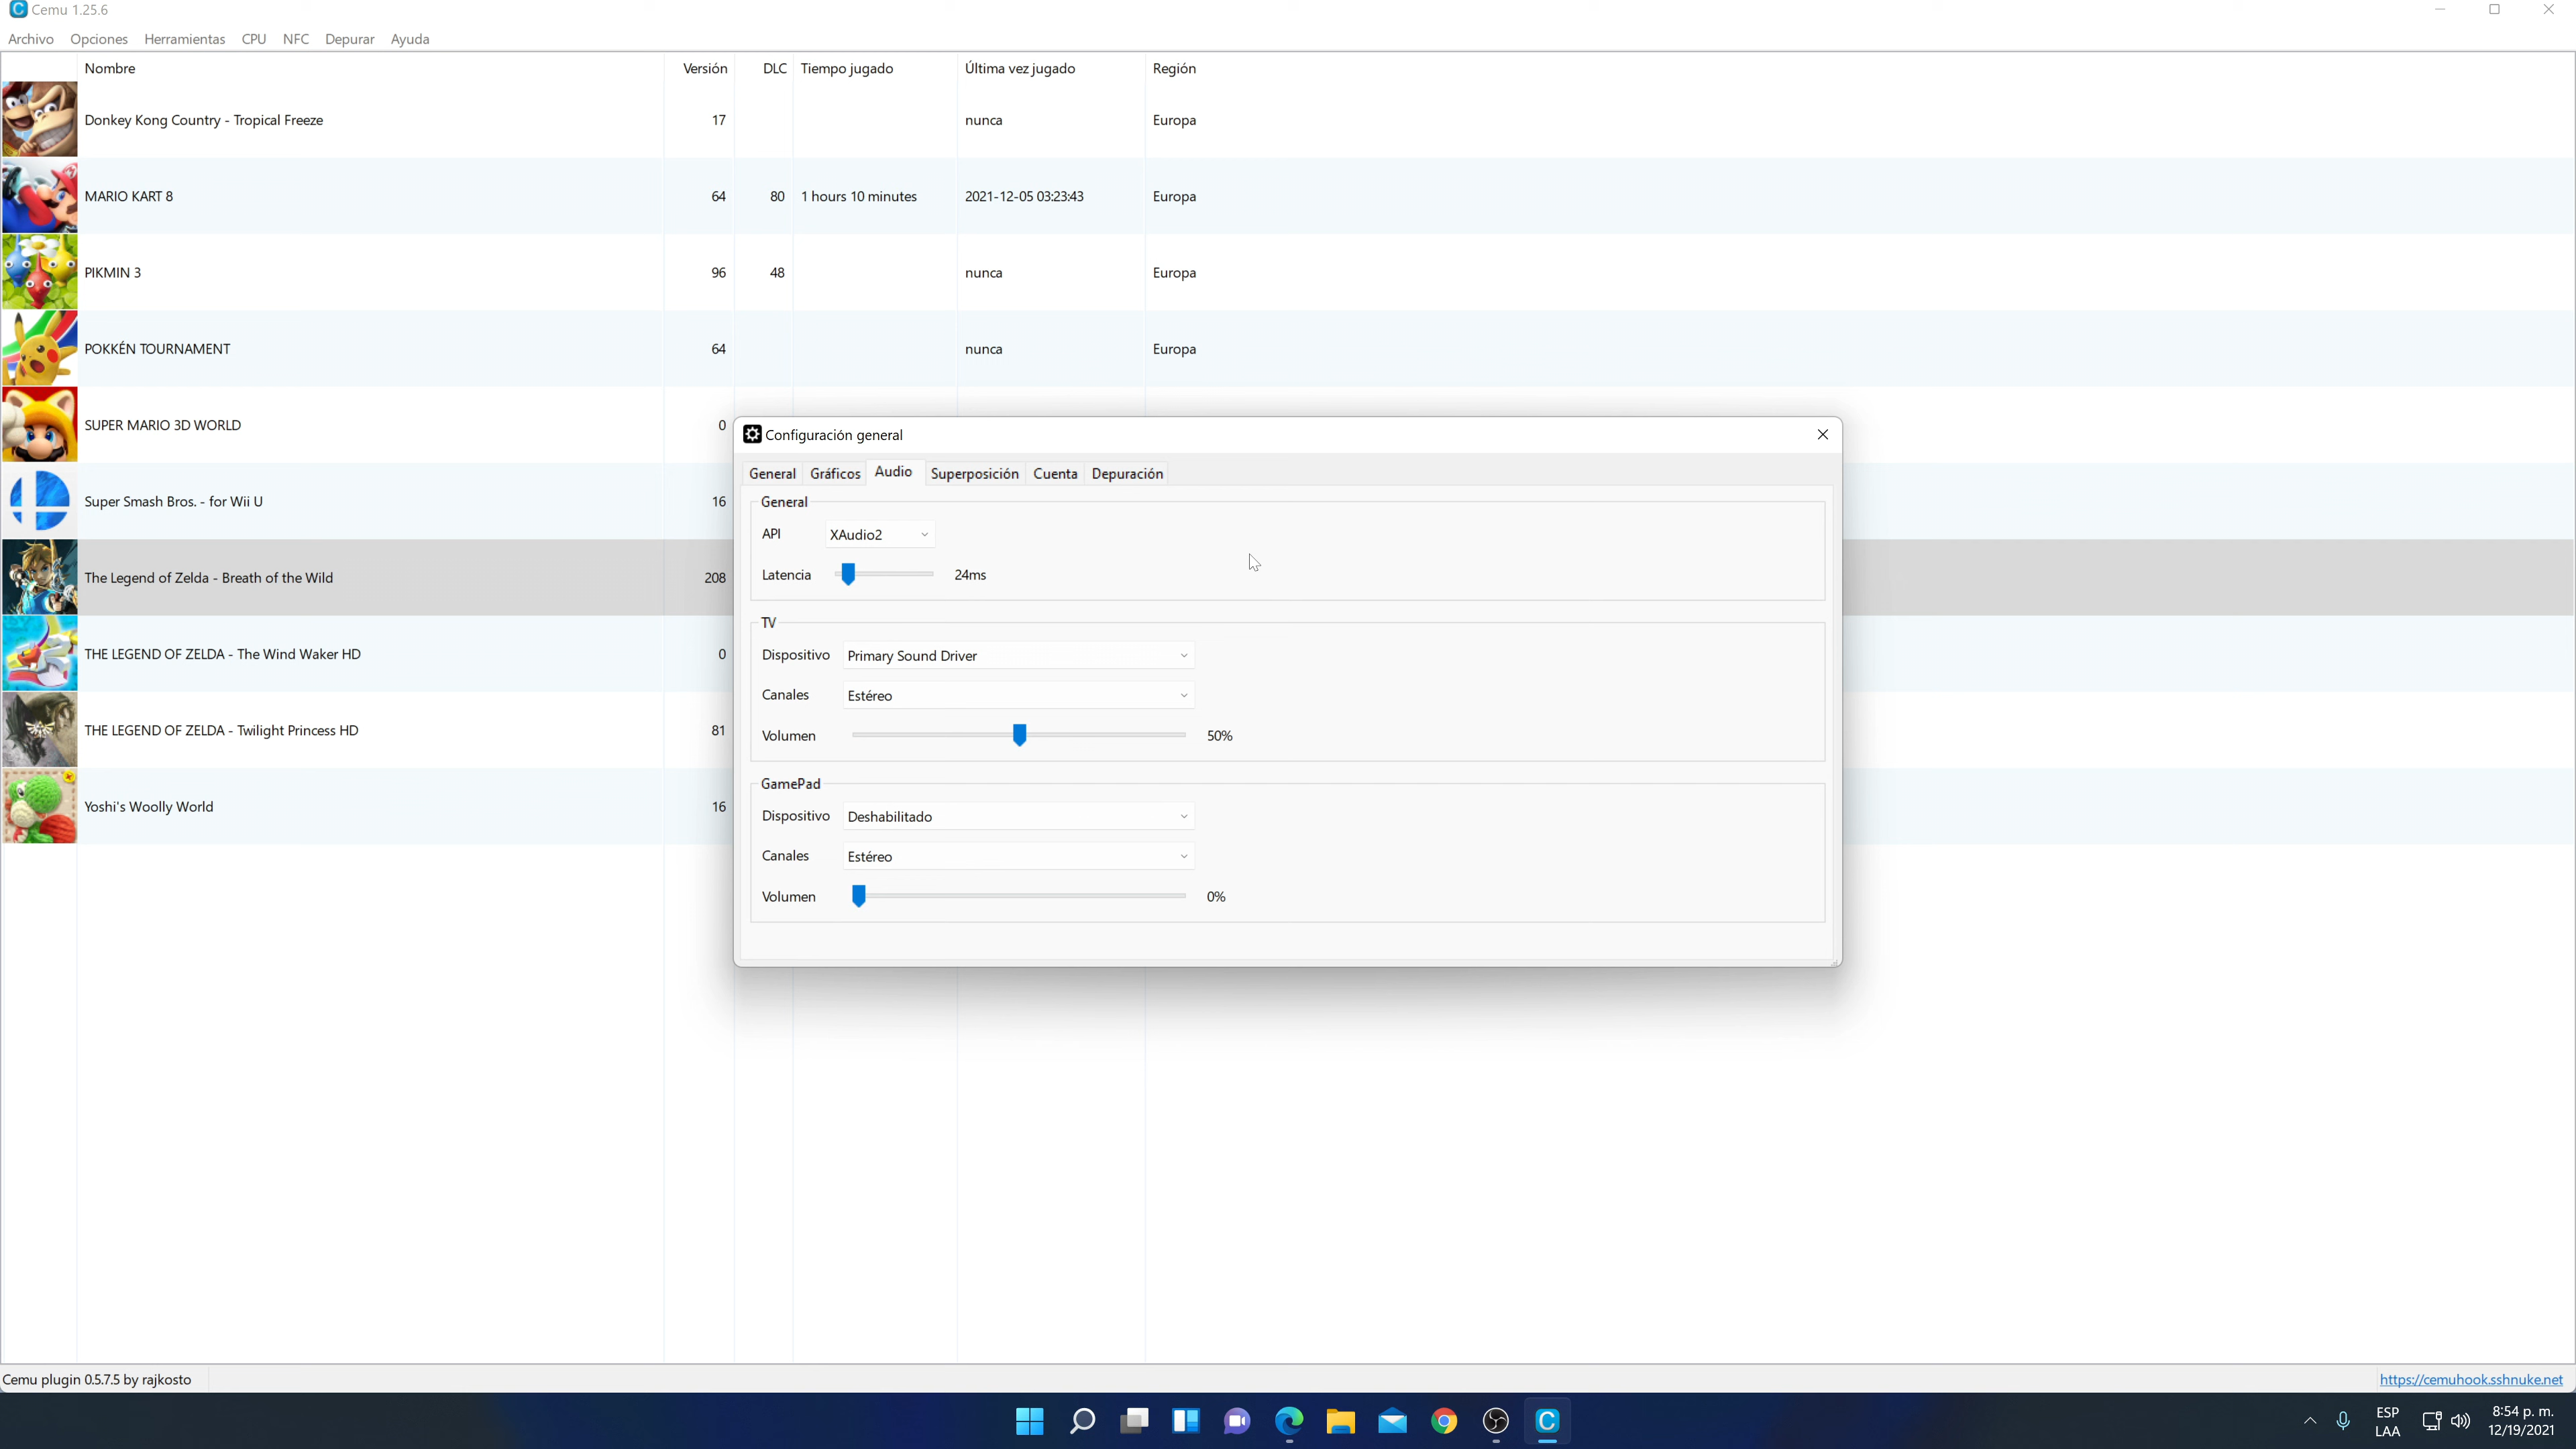 Cemu 1.25.6
Archivo Opciones Herramientas CPU NFC Depurar Ayuda
Nombre Versión DLC Tiempo jugado Última vez jugado Región
Donkey Kong Country - Tropical Freeze 17 nunca Europa
MARIO KART 8 64 80 1 hours 10 minutes 2021-12-05 03:23:43 Europa
PIKMIN 3 96 48 nunca Europa
POKKÉN TOURNAMENT 64 nunca Europa
SUPER MARIO 3D WORLD 0
Super Smash Bros. - for Wii U 16
The Legend of Zelda - Breath of the Wild 208
THE LEGEND OF ZELDA - The Wind Waker HD 0
THE LEGEND OF ZELDA - Twilight Princess HD 81
Yoshi's Woolly World 16
Configuración general
General Gráficos Audio Superposición Cuenta Depuración
General
API XAudio2
Latencia 24ms
TV
Dispositivo Primary Sound Driver
Canales Estéreo
Volumen 50%
GamePad
Dispositivo Deshabilitado
Canales Estéreo
Volumen 0%
Cemu plugin 0.5.7.5 by rajkosto
https://cemuhook.sshnuke.net
ESP
LAA
8:54 p. m.
12/19/2021